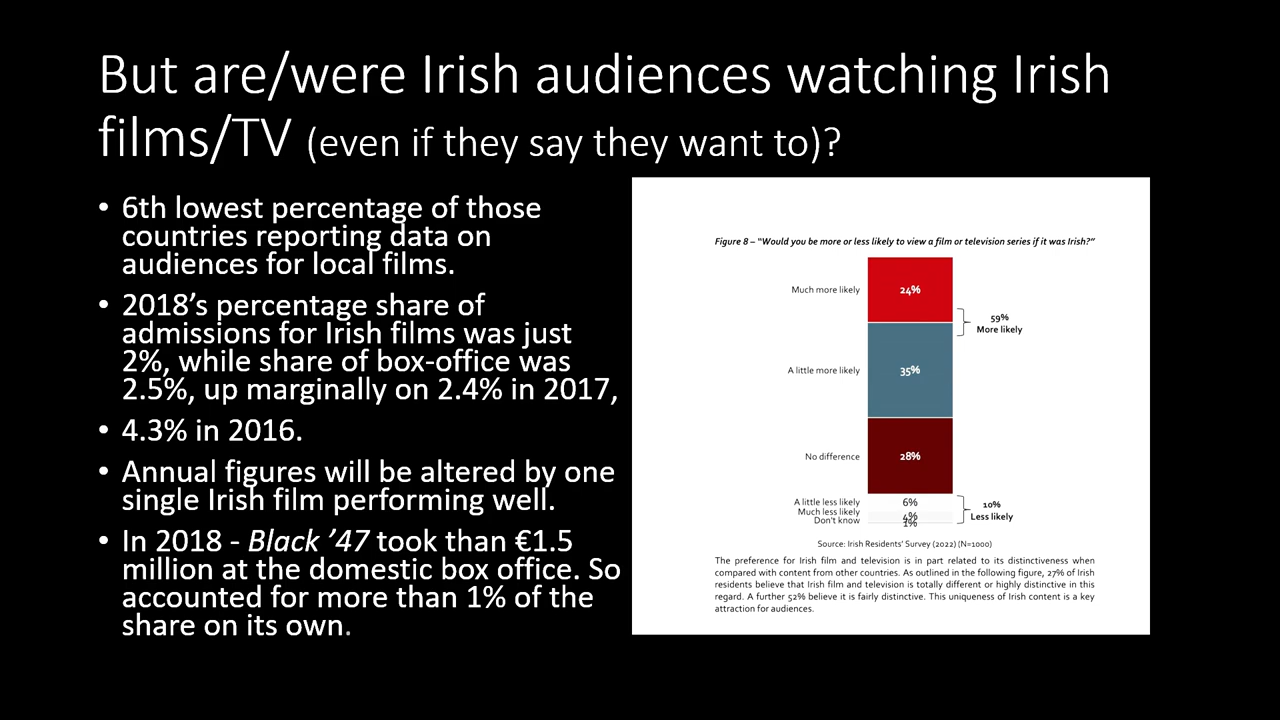 But are/were Irish audiences watching Irish
films/TV (even if they say they want to)?
• 6th lowest percentage of those
countries reporting data on
audiences for local films.
• 2018’s percentage share of
admissions for Irish films was just
2%, while share of box-office was
2.5%, up marginally on 2.4% in 2017,
• 4.3% in 2016.
• Annual figures will be altered by one
single Irish film performing well.
• In 2018 - Black ’47 took than €1.5
million at the domestic box office. So
accounted for more than 1% of the
share on its own.
Figure 8 – “Would you be more or less likely to view a film or television series if it was Irish?”
Much more likely 24%
59%
More likely
A little more likely 35%
No difference 28%
A little less likely 6%
Much less likely 4%
Don't know 1%
10%
Less likely
Source: Irish Residents’ Survey (2022) (N=1000)
The preference for Irish film and television is in part related to its distinctiveness when
compared with content from other countries. As outlined in the following figure, 27% of Irish
residents believe that Irish film and television is totally different or highly distinctive in this
regard. A further 52% believe it is fairly distinctive. This uniqueness of Irish content is a key
attraction for audiences.